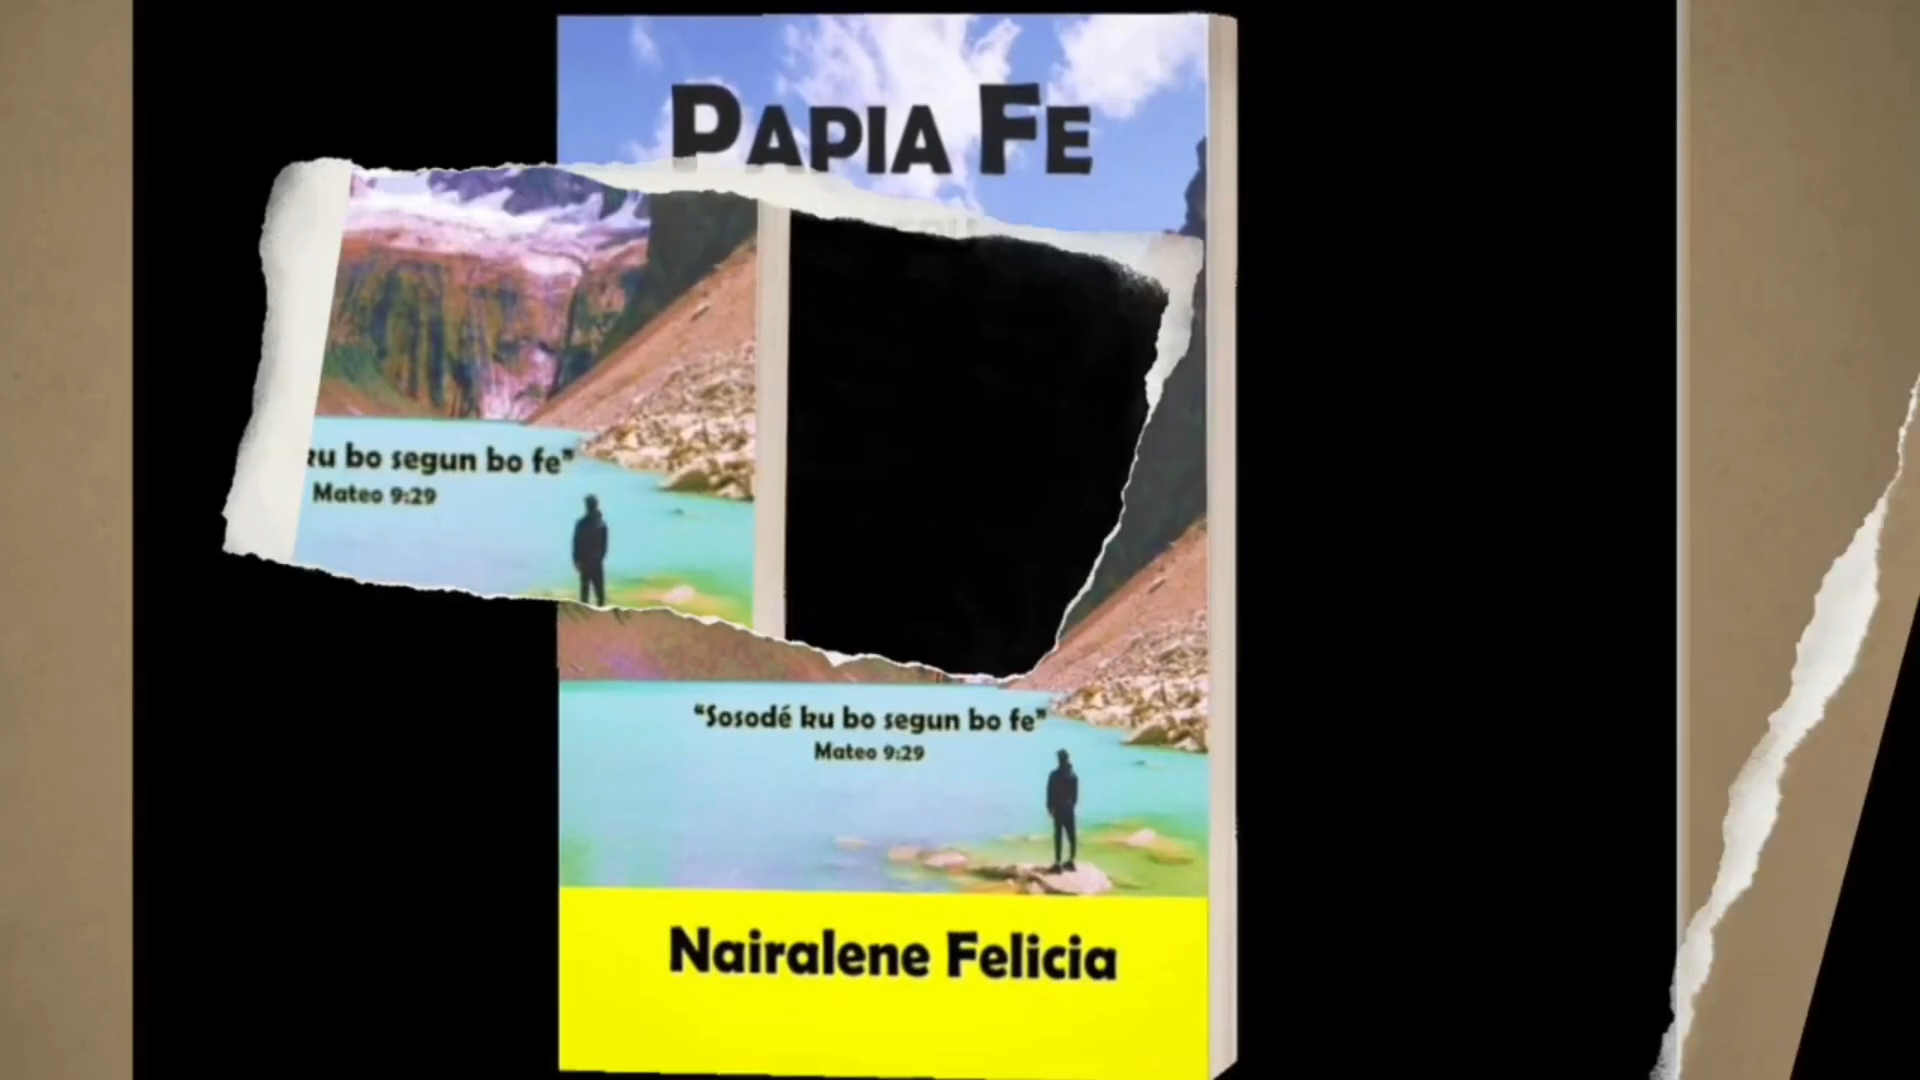 PAPIA FE
ku bo segun bo fe”
Mateo 9:29
“Sosodé ku bo segun bo fe”
Mateo 9:29
Nairalene Felicia